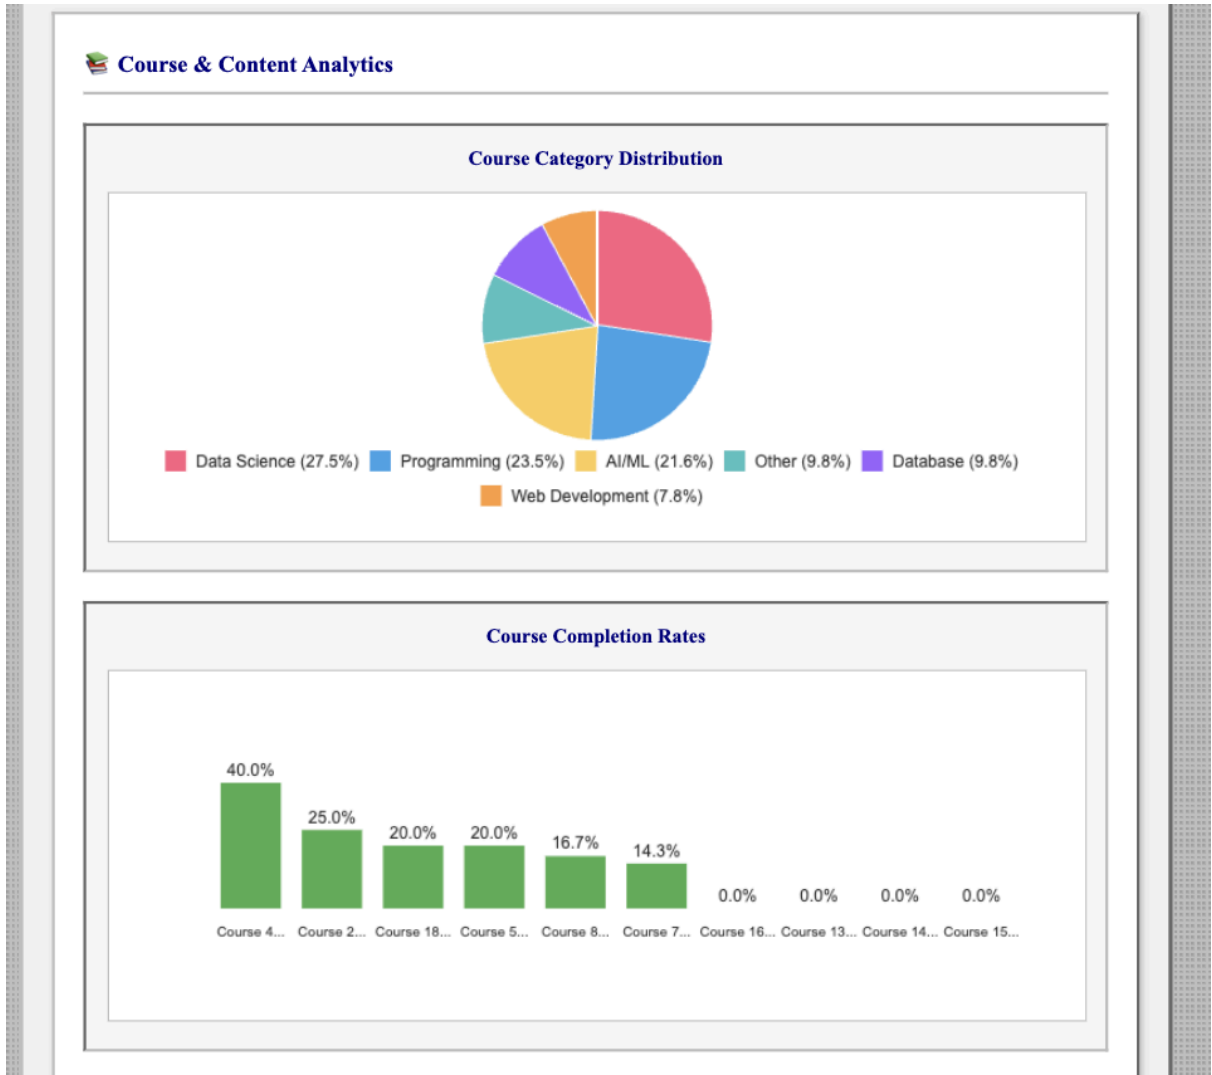 Course & Content Analytics
Course Category Distribution
Data Science (27.5%) Programming (23.5%) AI/ML (21.6%) Other (9.8%) Database (9.8%)
Web Development (7.8%)
Course Completion Rates
40.0%
25.0%
20.0%
20.0%
16.7%
14.3%
0.0%
0.0%
0.0%
0.0%
Course 4... Course 2... Course 18... Course 5... Course 8... Course 7... Course 16... Course 13... Course 14... Course 15...